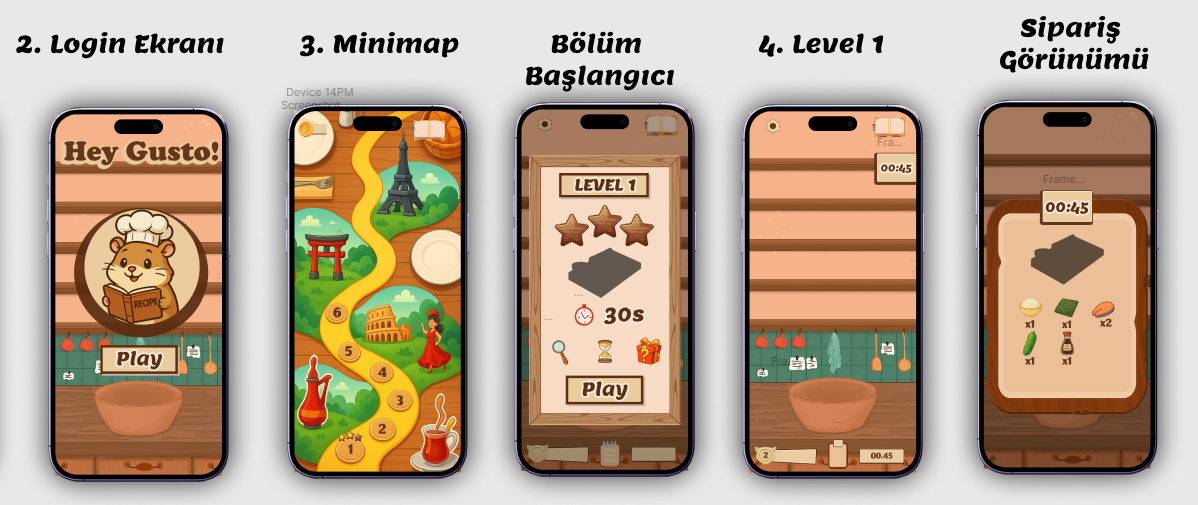 2. Login Ekranı
3. Minimap
Bölüm
Başlangıcı
4. Level 1
Sipariş
Görünümü
Device 14PM
Screenshot
Hey Gusto!
RECIPE
Play
6
5
4
3
2
1
LEVEL 1
...
...
30s
?
Play
Fra...
00:45
Fra
...
2
00.45
Frame...
00:45
x1
x1
x2
x1
x1